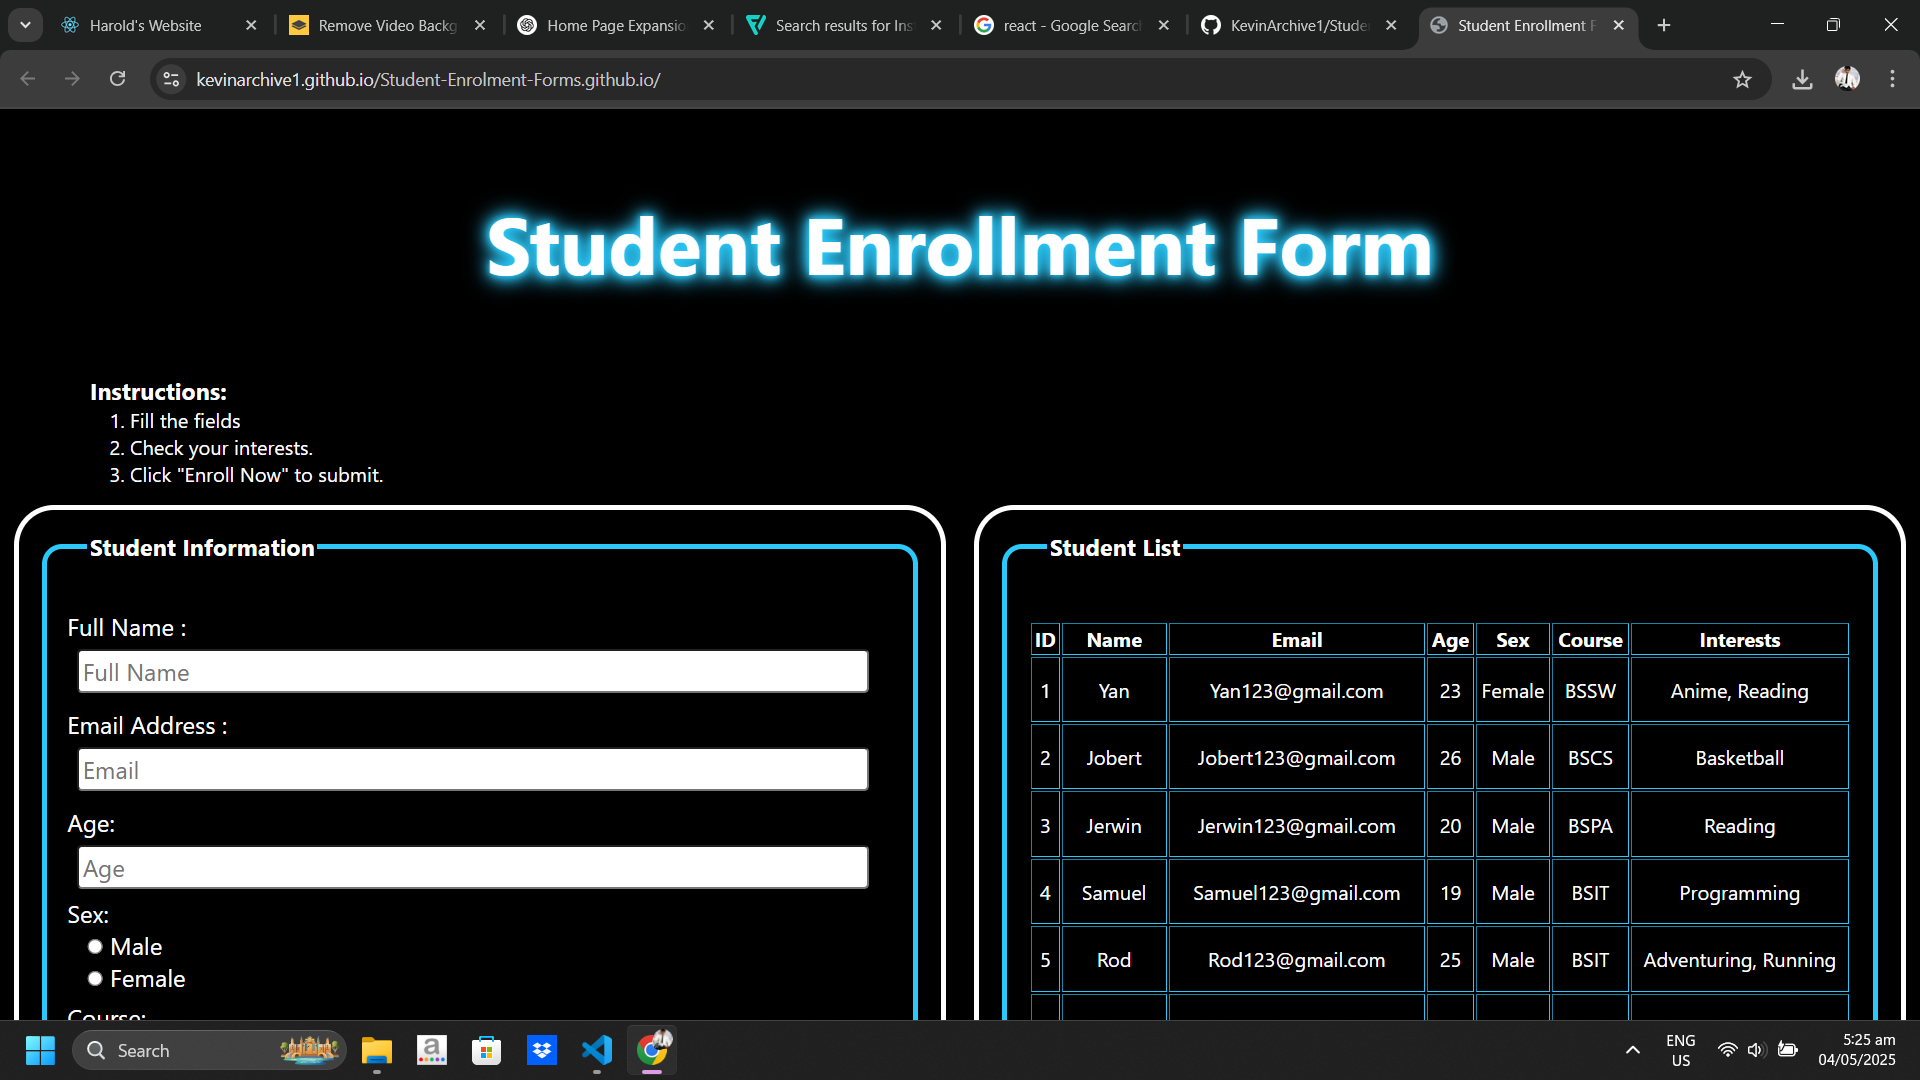 Harold's Website
Remove Video Backg
Home Page Expansio
Search results for Ins
react - Google Search
KevinArchive1/Stude
Student Enrollment F
kevinarchive1.github.io/Student-Enrolment-Forms.github.io/
Student Enrollment Form
Instructions:
1. Fill the fields
2. Check your interests.
3. Click "Enroll Now" to submit.
Student Information
Full Name :
Full Name
Email Address :
Email
Age:
Age
Sex:
Male
Female
Course:
Student List
ID Name Email Age Sex Course Interests
1 Yan Yan123@gmail.com 23 Female BSSW Anime, Reading
2 Jobert Jobert123@gmail.com 26 Male BSCS Basketball
3 Jerwin Jerwin123@gmail.com 20 Male BSPA Reading
4 Samuel Samuel123@gmail.com 19 Male BSIT Programming
5 Rod Rod123@gmail.com 25 Male BSIT Adventuring, Running
Search
a
ENG
US
5:25 am
04/05/2025